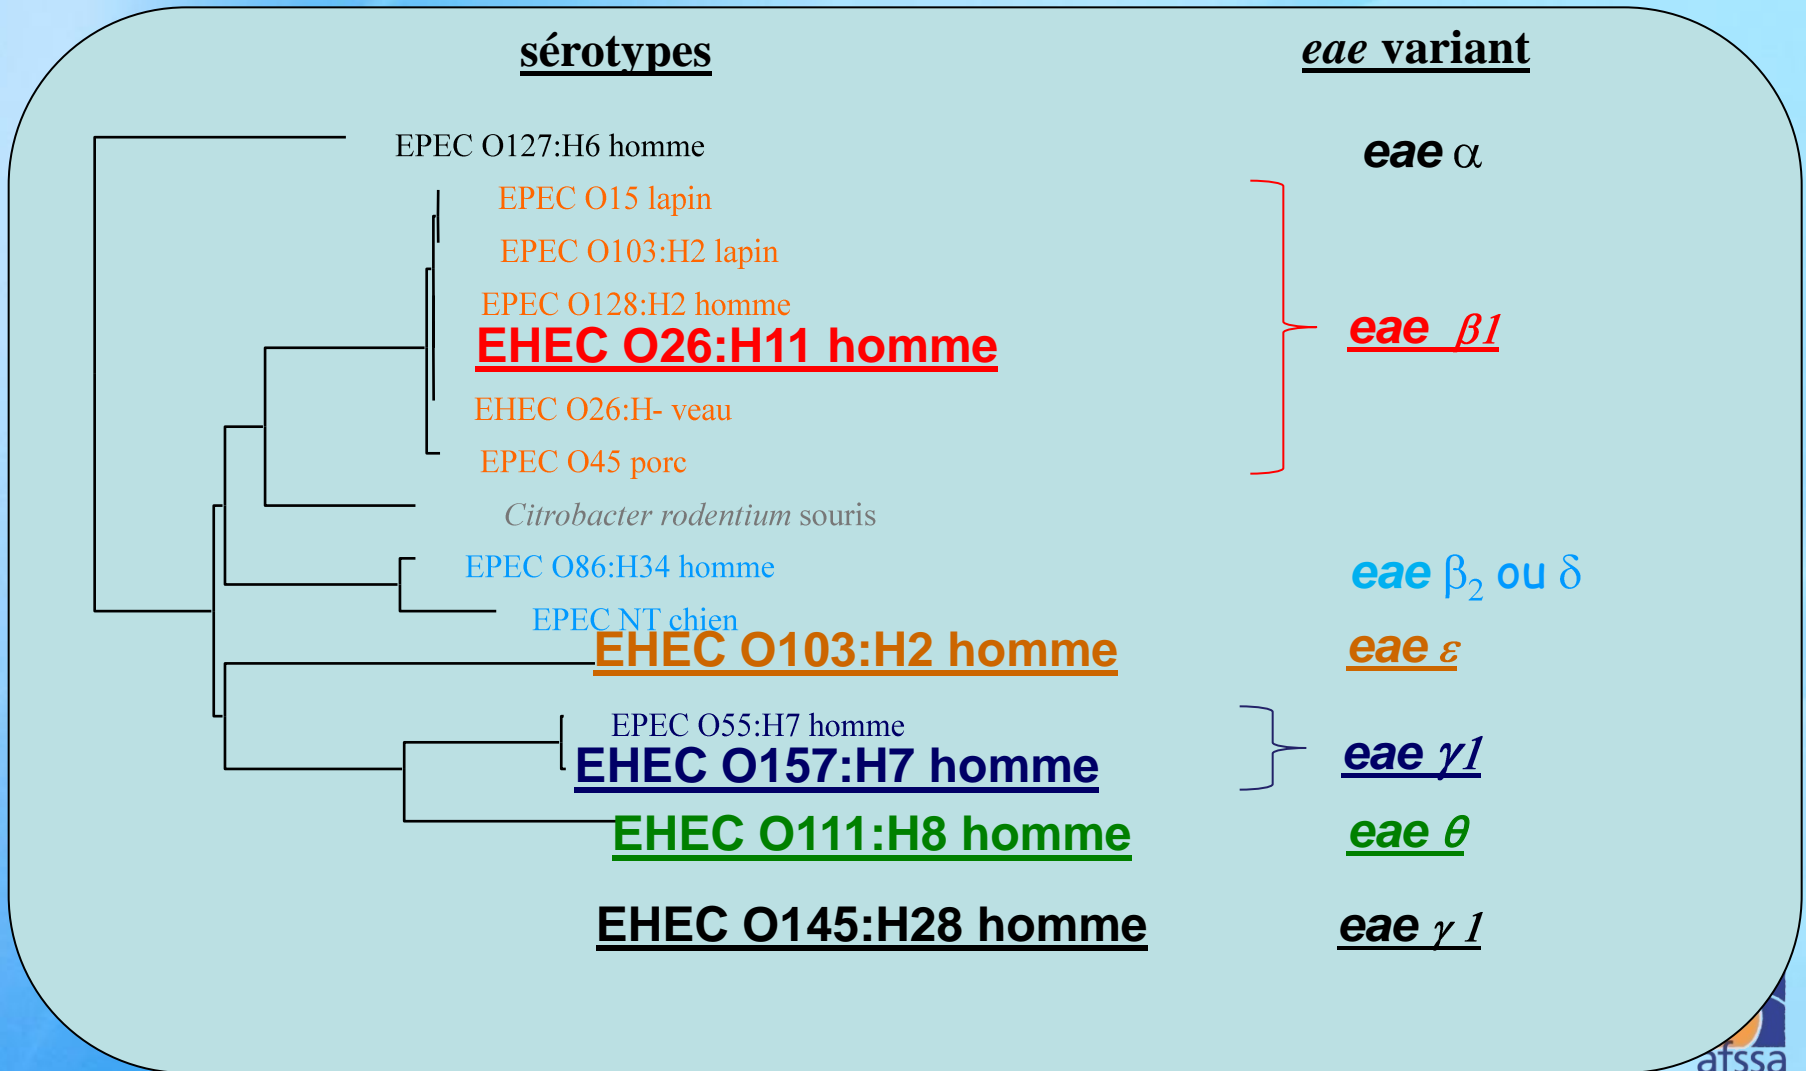 sérotypes eae variant
EPEC O127:H6 homme eae α
EPEC O15 lapin
EPEC O103:H2 lapin
EPEC O128:H2 homme
EHEC O26:H11 homme eae β1
EHEC O26:H- veau
EPEC O45 porc
Citrobacter rodentium souris
EPEC O86:H34 homme eae β2 ou δ
EPEC NT chien
EHEC O103:H2 homme eae ε
EPEC O55:H7 homme
EHEC O157:H7 homme eae γ1
EHEC O111:H8 homme eae θ
EHEC O145:H28 homme eae γ 1
afssa